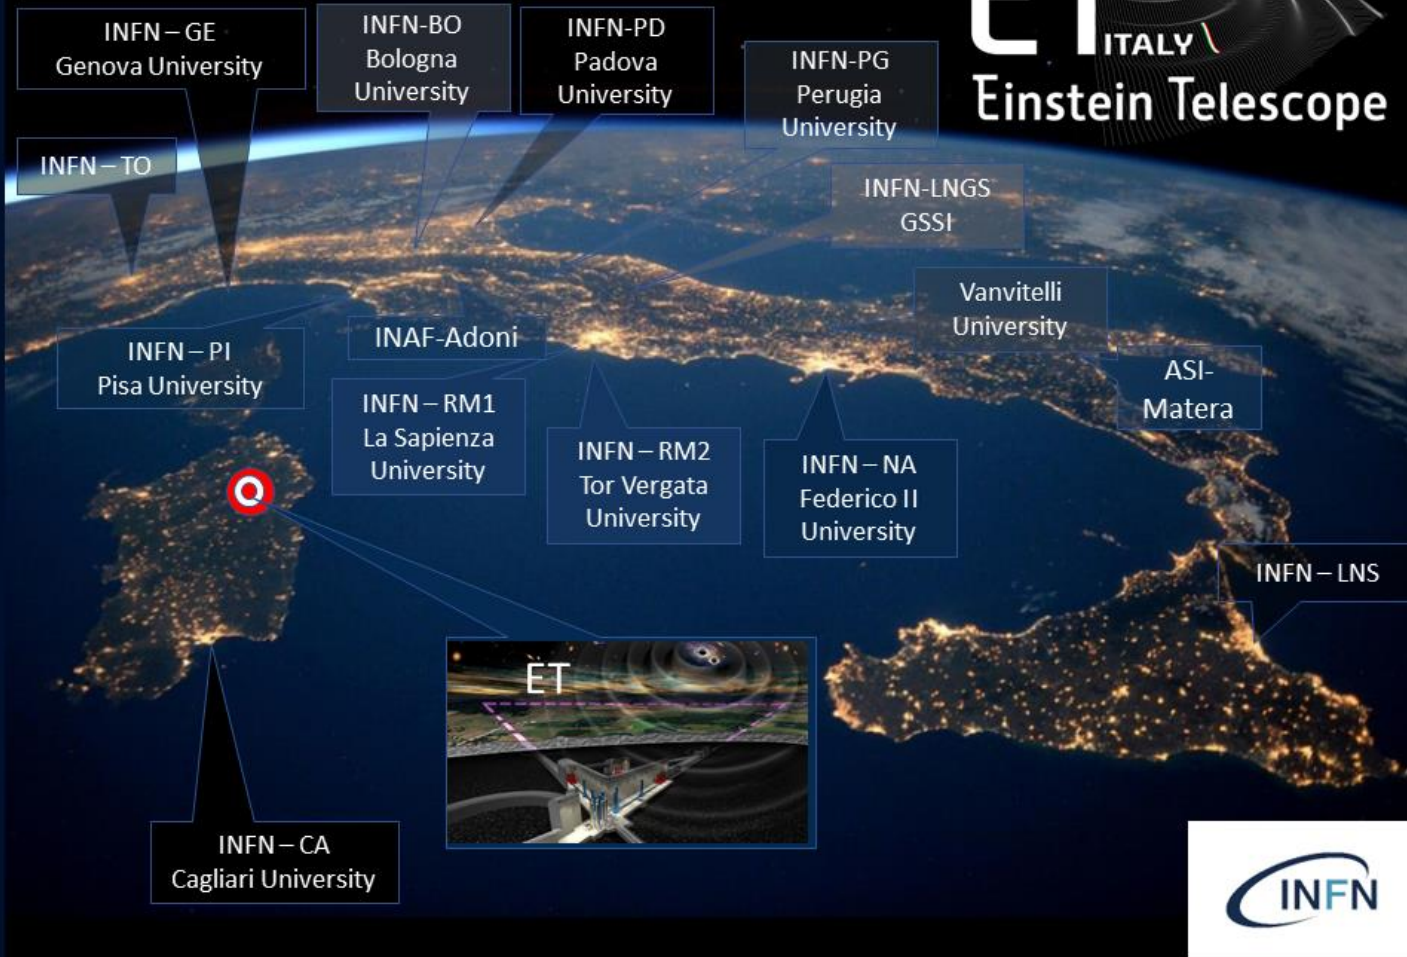 INFN – GE
Genova University
INFN-BO
Bologna
University
INFN-PD
Padova
University
INFN-PG
Perugia
University
ET
ITALY
Einstein Telescope
INFN – TO
INFN-LNGS
GSSI
Vanvitelli
University
INAF-Adoni
INFN – PI
Pisa University
ASI-
Matera
INFN – RM1
La Sapienza
University
INFN – RM2
Tor Vergata
University
INFN – NA
Federico II
University
INFN – LNS
ET
INFN – CA
Cagliari University
INFN